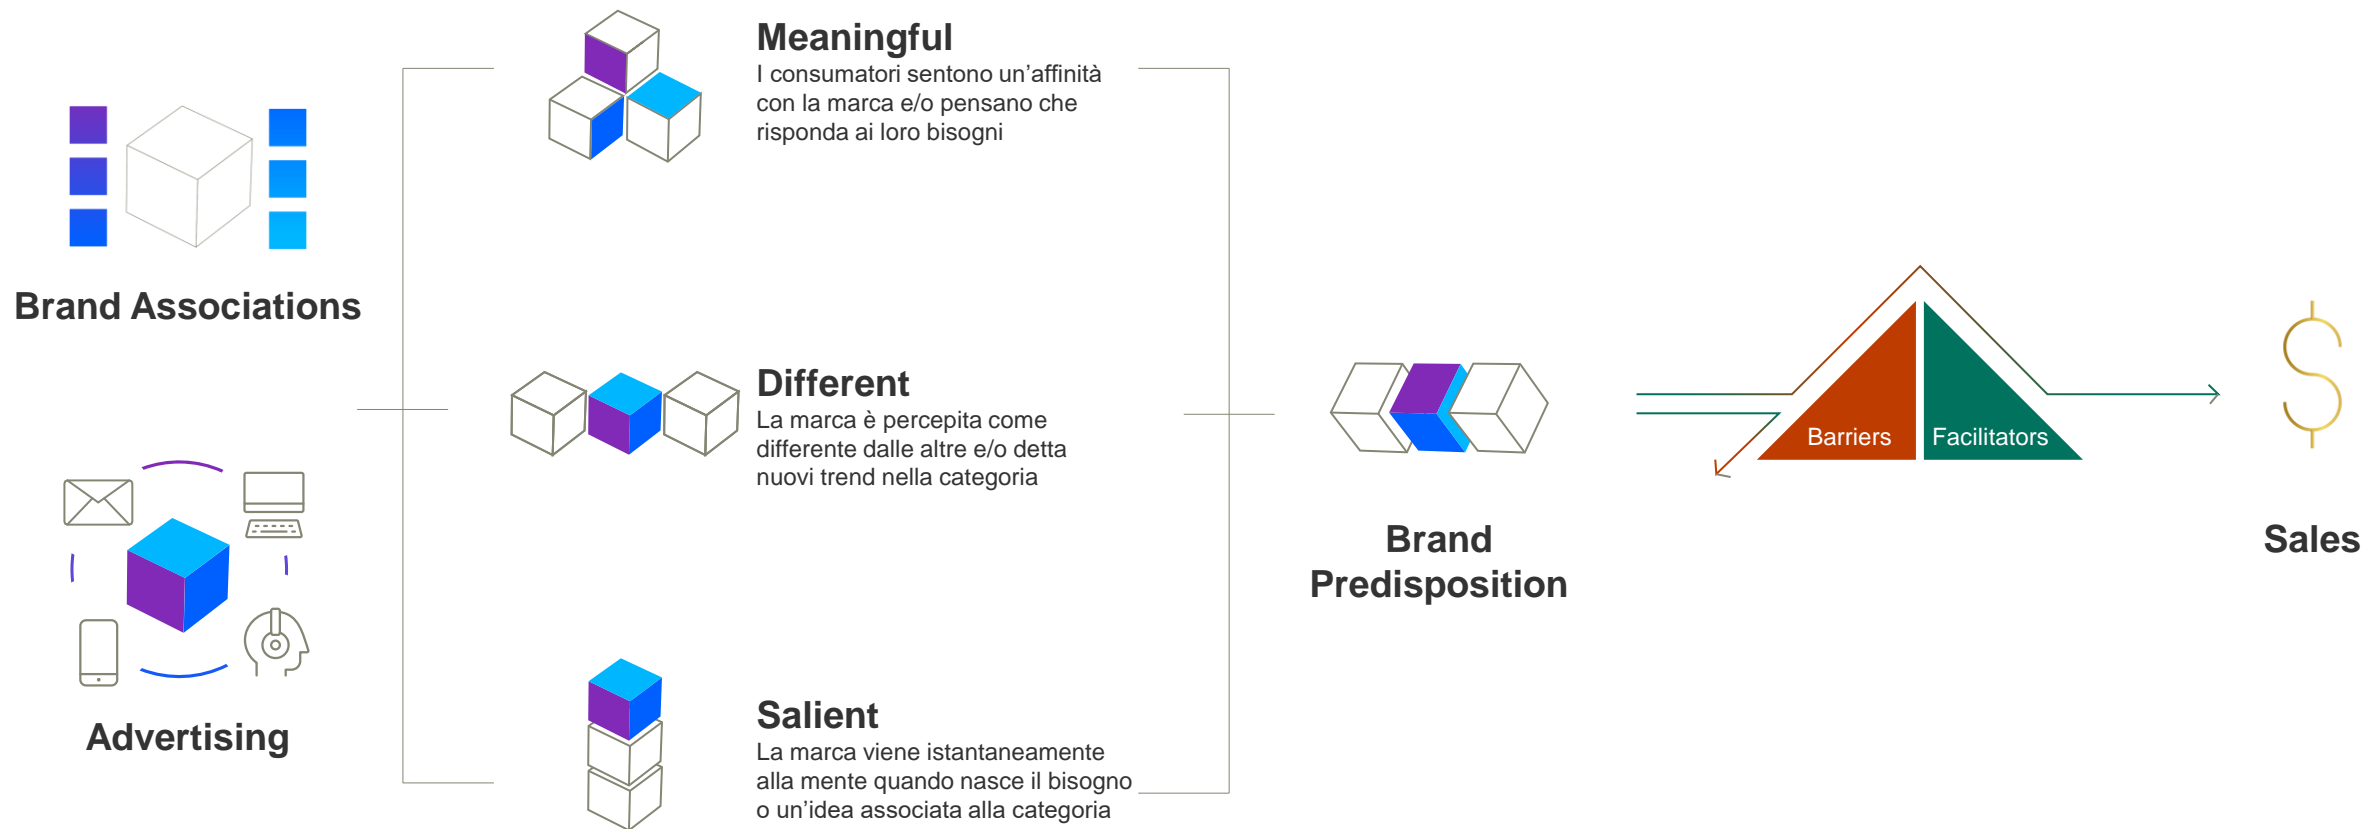 Brand Associations
Advertising
Meaningful
I consumatori sentono un’affinità
con la marca e/o pensano che
risponda ai loro bisogni
Different
La marca è percepita come
differente dalle altre e/o detta
nuovi trend nella categoria
Salient
La marca viene istantaneamente
alla mente quando nasce il bisogno
o un’idea associata alla categoria
Brand
Predisposition
Barriers
Facilitators
Sales